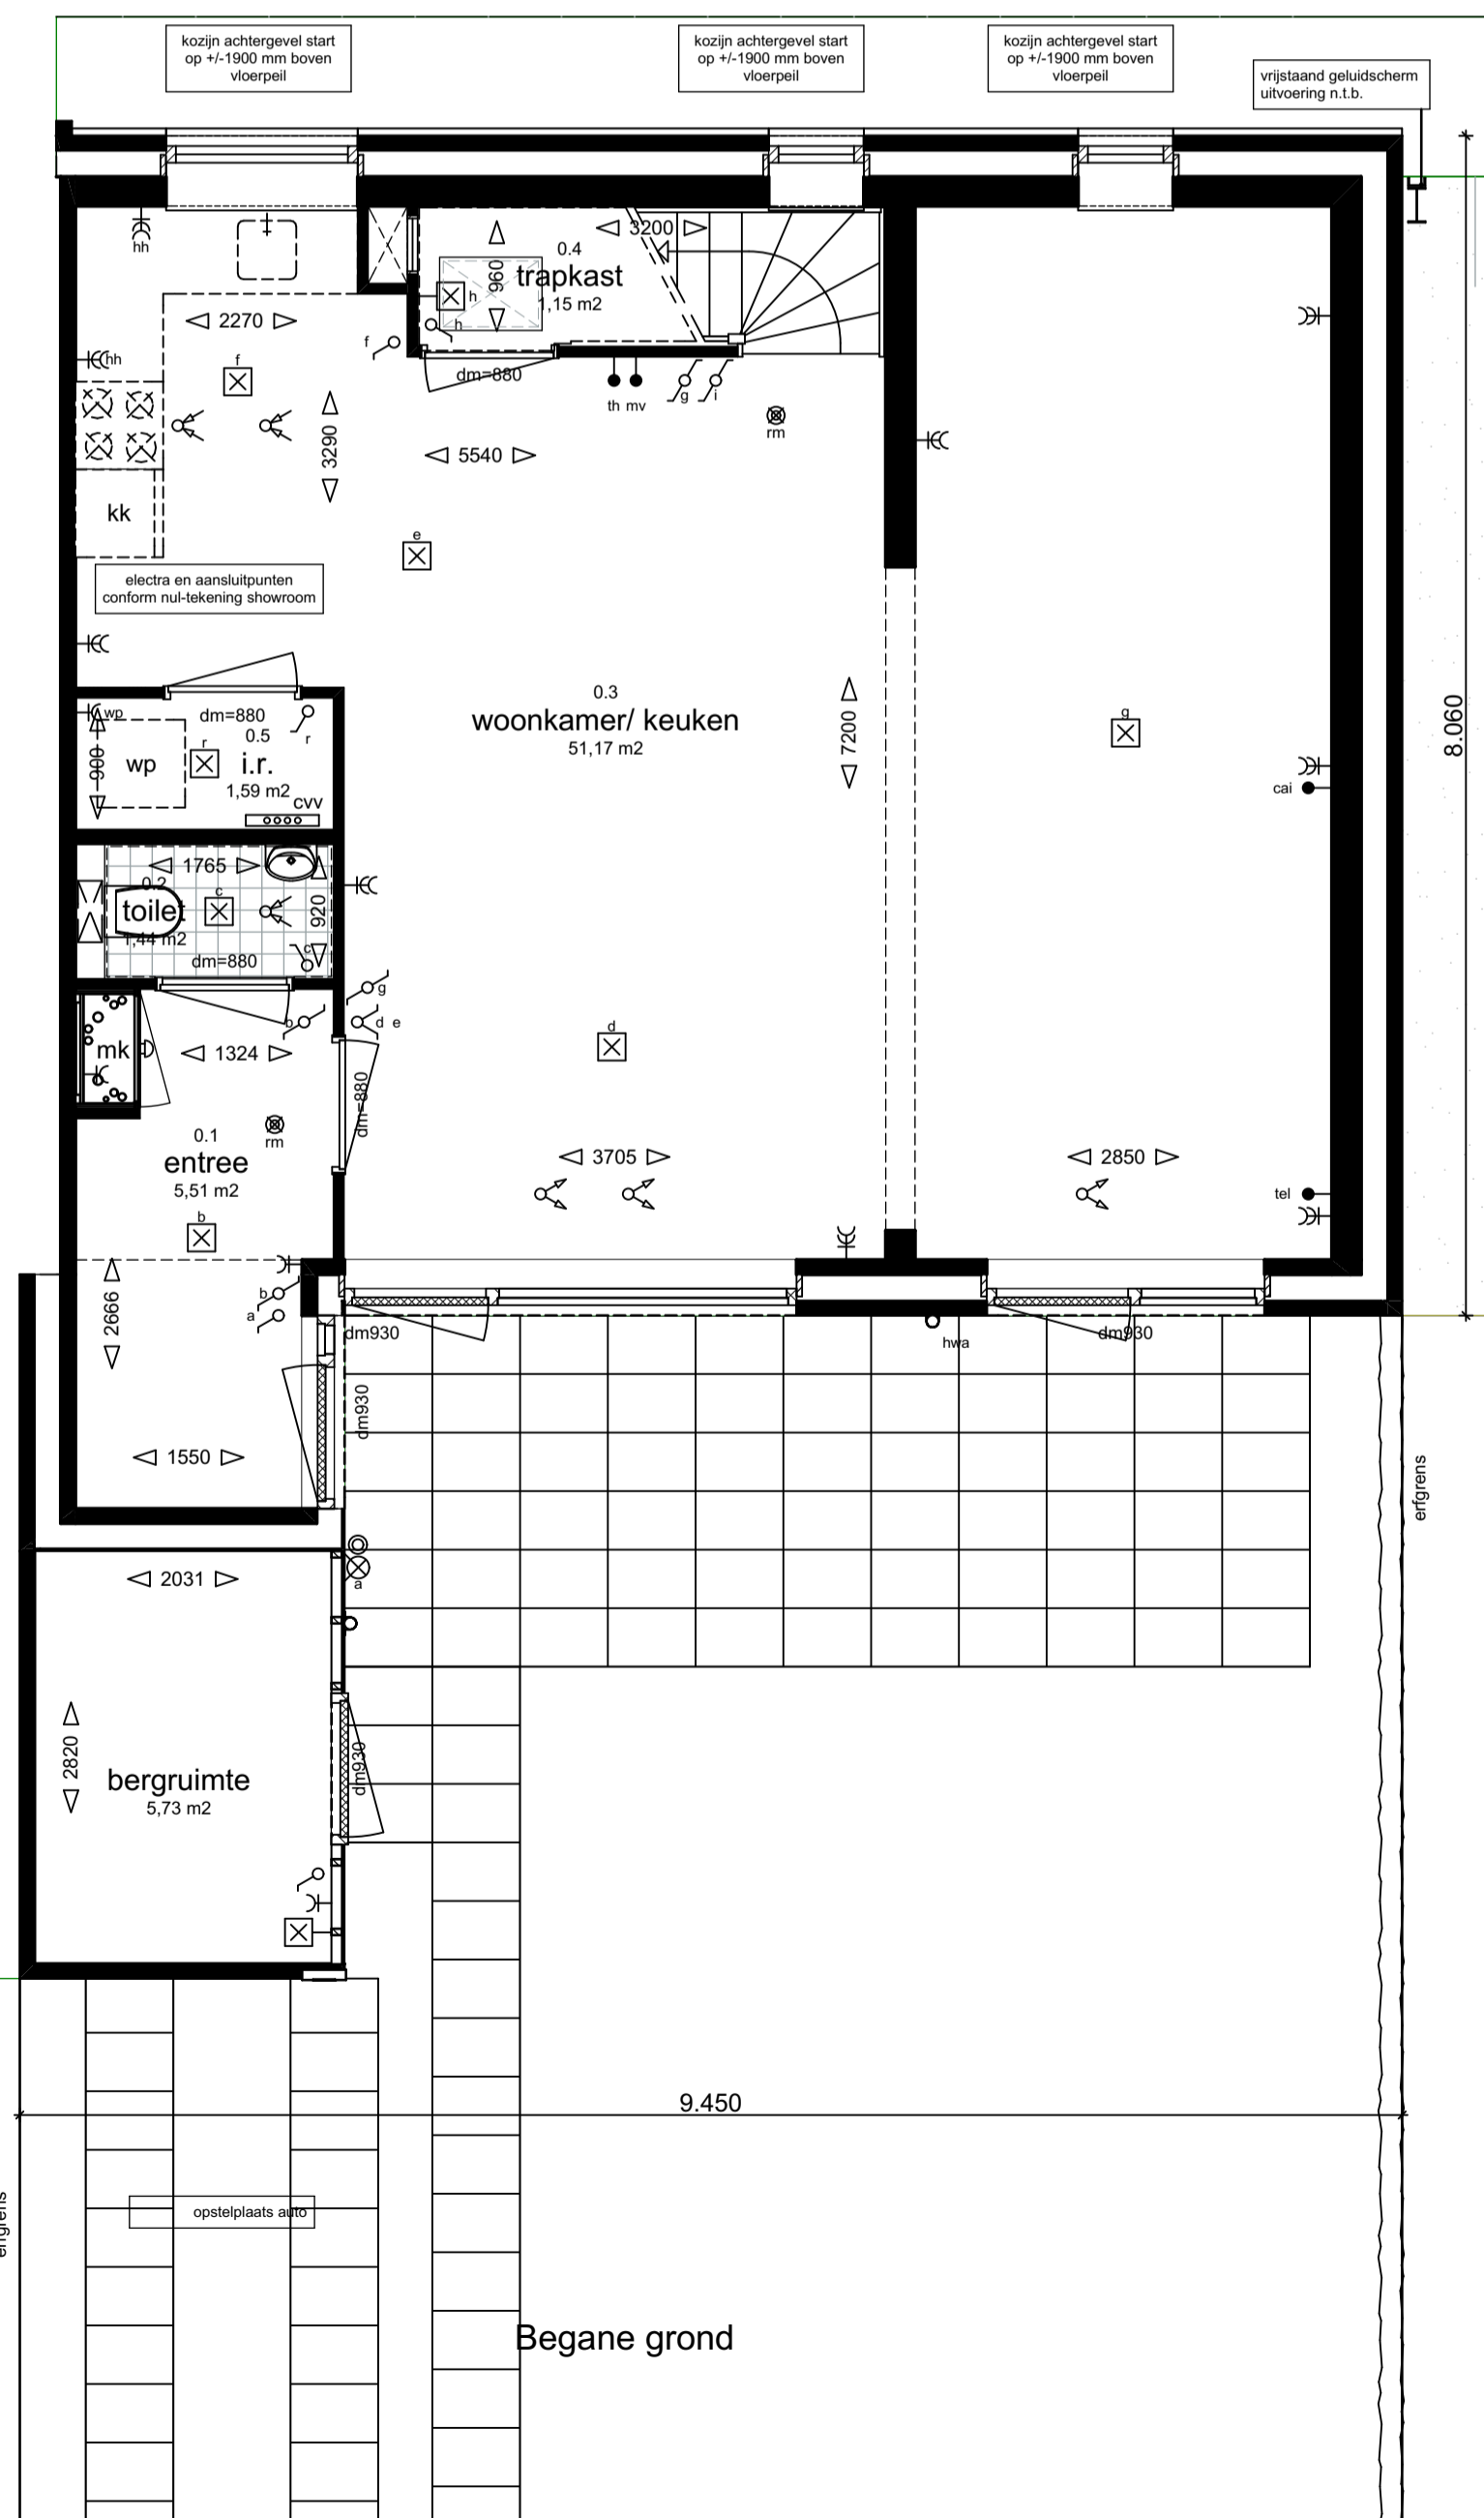 kozijn achtergevel start
op +/-1900 mm boven
vloerpeil
kozijn achtergevel start
op +/-1900 mm boven
vloerpeil
kozijn achtergevel start
op +/-1900 mm boven
vloerpeil
vrijstaand geluidscherm
uitvoering n.t.b.
hh
3200
0.4
trapkast
1,15 m2
960
h
h
2270
f
f
hh
dm=880
th mv
g
i
rm
3290
5540
kk
e
electra en aansluitpunten
conform nul-tekening showroom
0.3
woonkamer/ keuken
51,17 m2
7200
g
8.060
wp
dm=880
0.5
r
r
900
wp
i.r.
1,59 m2
cvv
cai
1765
0.2
c
toilet
1,44 m2
920
c
dm=880
g
b
d e
d
mk
1324
dm=880
rm
0.1
entree
5,51 m2
b
3705
2850
tel
b
a
2666
dm930
hwa
dm930
dm930
1550
erfgrens
a
2031
2820
dm930
bergruimte
5,73 m2
9.450
erfgrens
opstelplaats auto
Begane grond